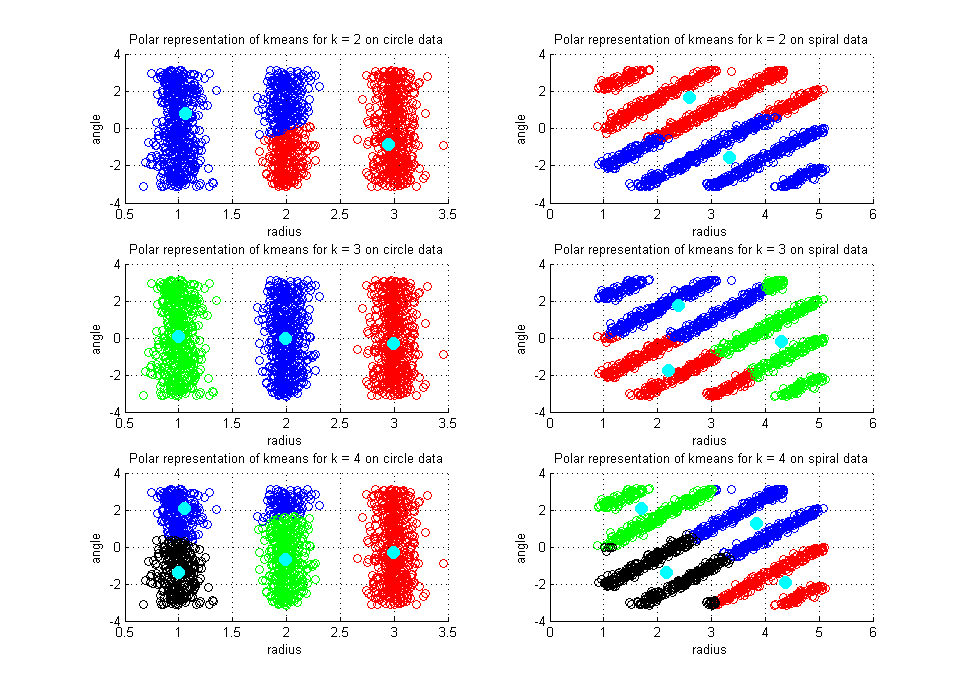 Polar representation of kmeans for k = 2 on circle data
4
2
0
-2
-4
angle
0.5 1 1.5 2 2.5 3 3.5
radius
Polar representation of kmeans for k = 2 on spiral data
4
2
0
-2
-4
angle
0 1 2 3 4 5 6
radius
Polar representation of kmeans for k = 3 on circle data
4
2
0
-2
-4
angle
0.5 1 1.5 2 2.5 3 3.5
radius
Polar representation of kmeans for k = 3 on spiral data
4
2
0
-2
-4
angle
0 1 2 3 4 5 6
radius
Polar representation of kmeans for k = 4 on circle data
4
2
0
-2
-4
angle
0.5 1 1.5 2 2.5 3 3.5
radius
Polar representation of kmeans for k = 4 on spiral data
4
2
0
-2
-4
angle
0 1 2 3 4 5 6
radius